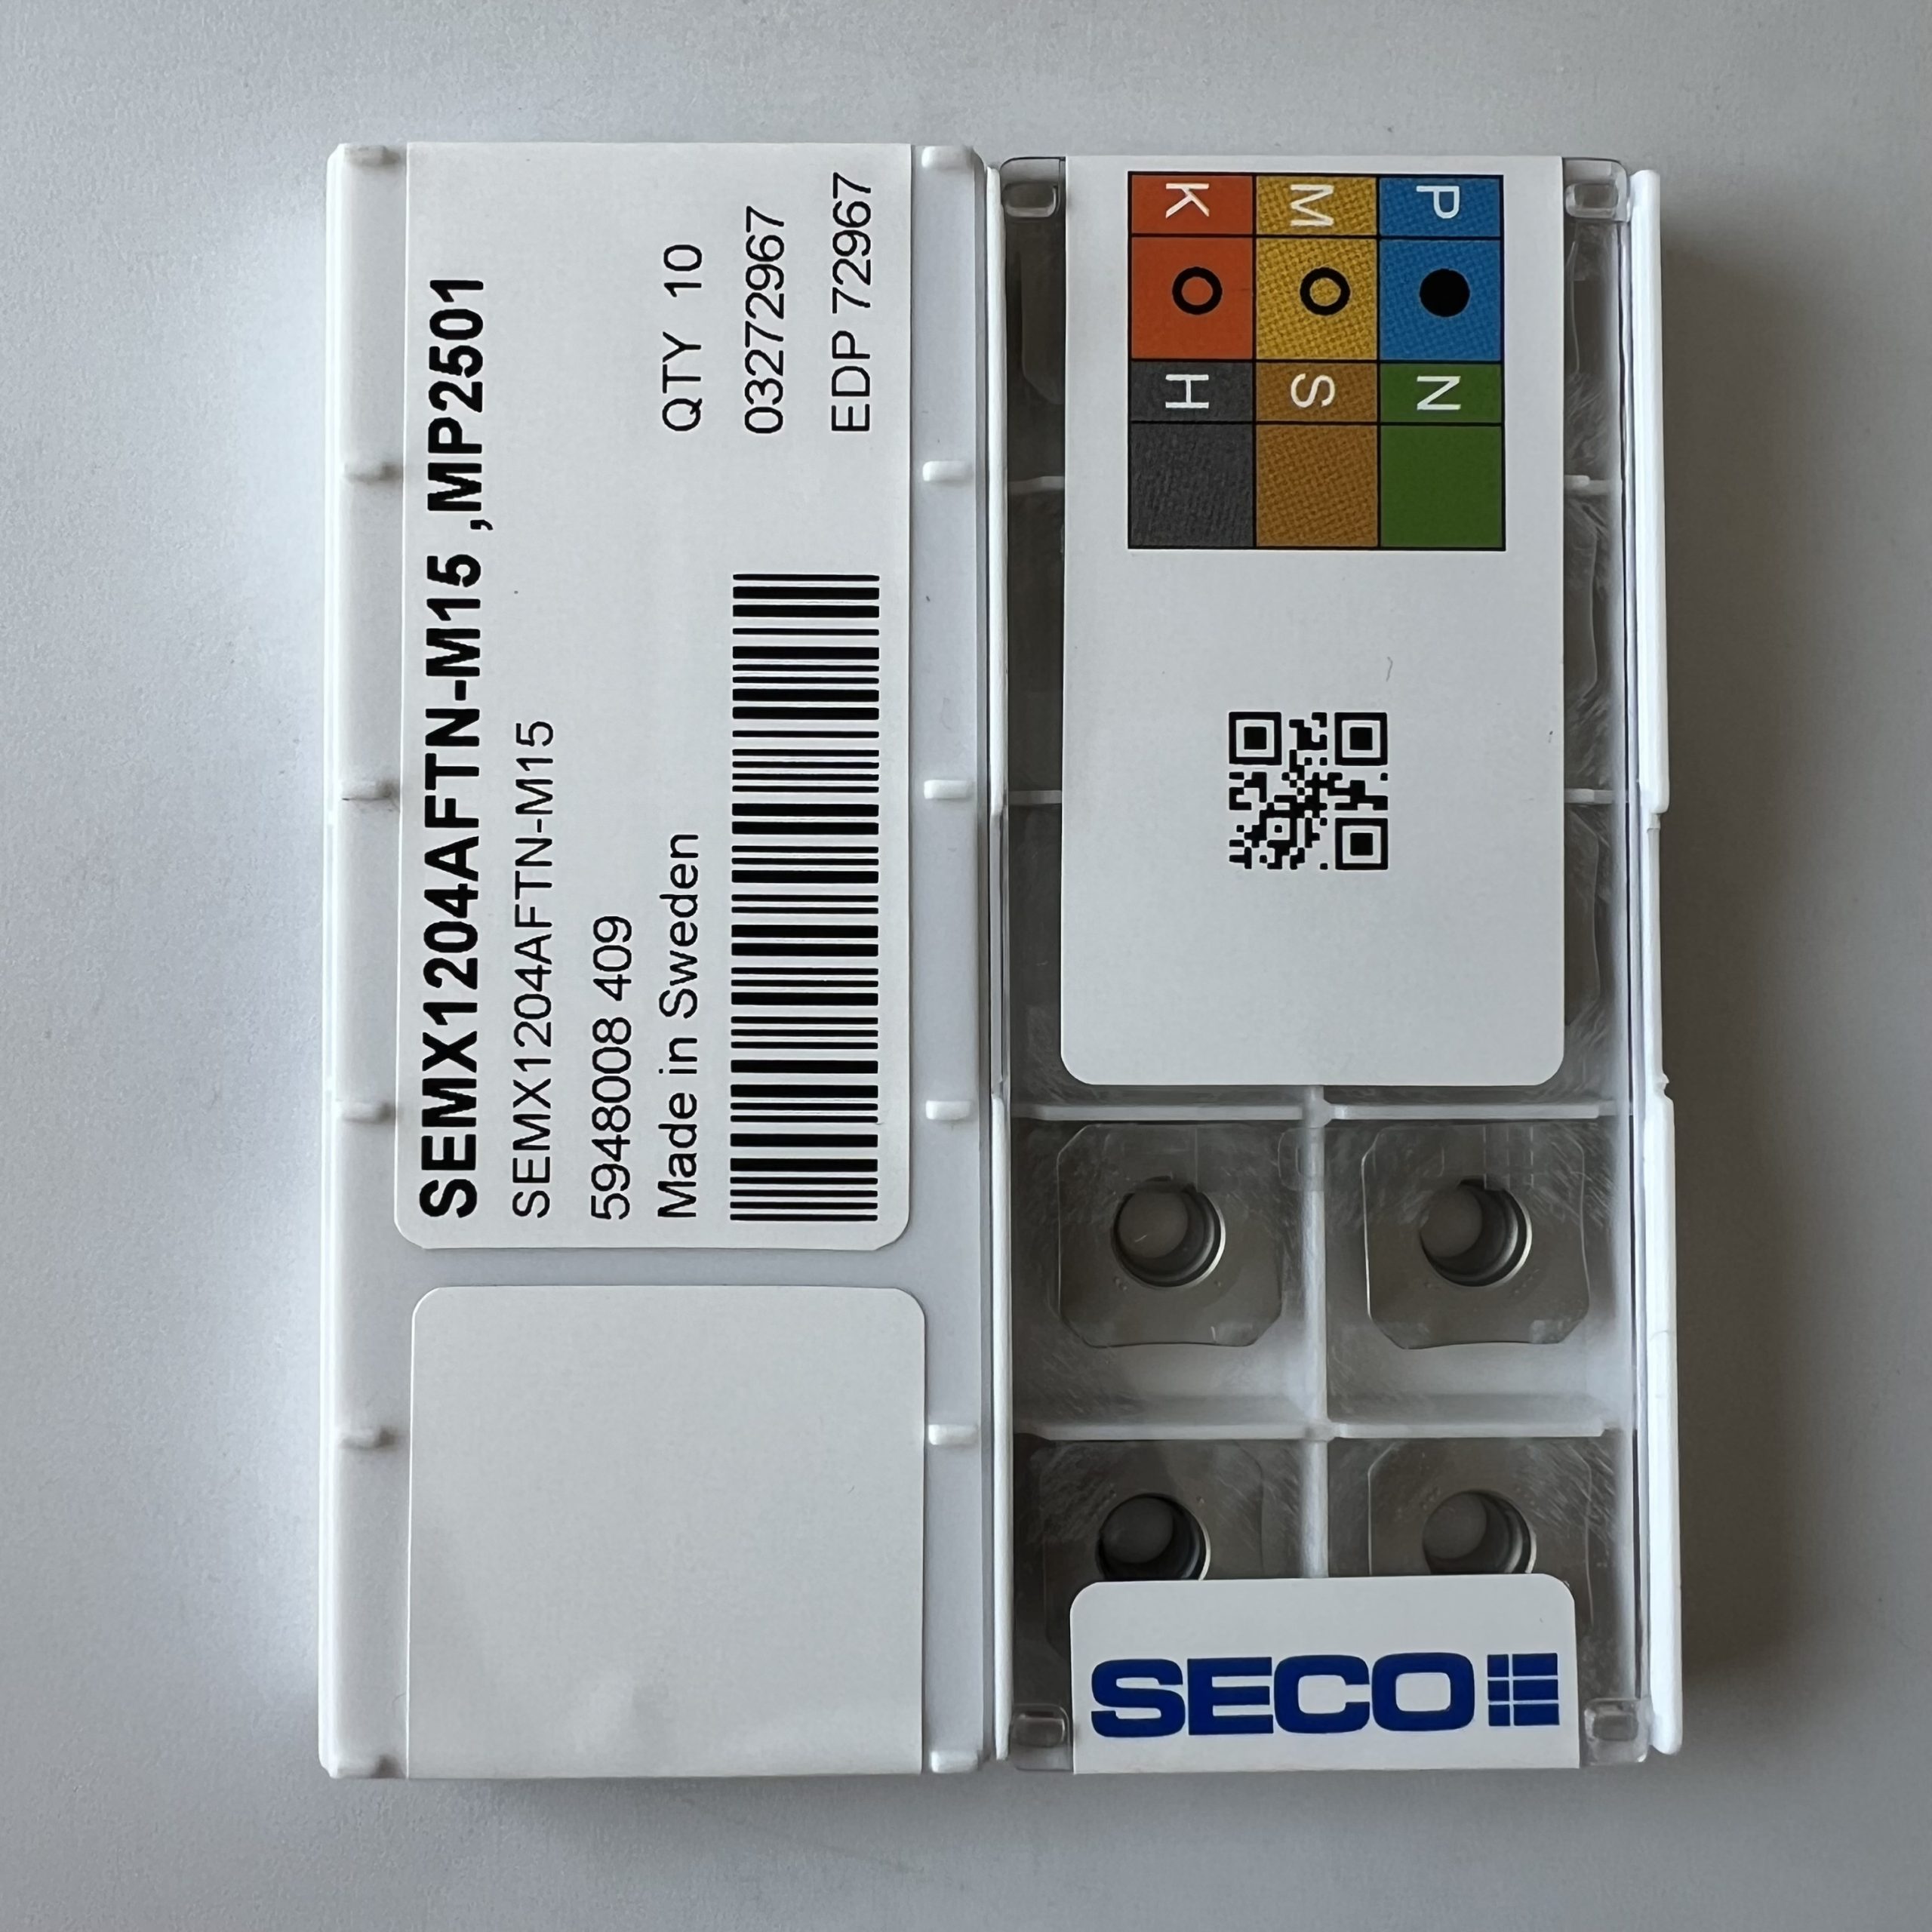 SEMX1204AFTN-M15 ,MP2501
SEMX1204AFTN-M15
5948008 409
Made in Sweden
QTY 10
03272967
EDP 72967
P N
M S
K H
SECO